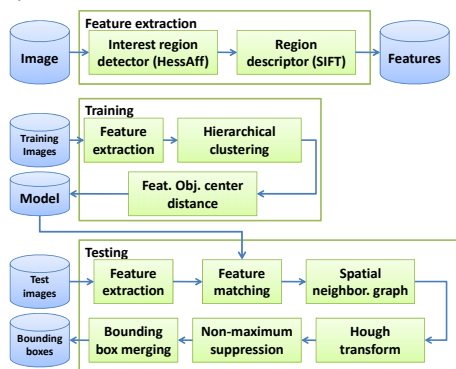 Feature extraction
Image
Interest region
detector (HessAff)
Region
descriptor (SIFT)
Features
Training
Training
Images
Feature
extraction
Hierarchical
clustering
Model
Feat. Obj. center
distance
Testing
Test
images
Feature
extraction
Feature
matching
Spatial
neighbor. graph
Bounding
boxes
Bounding
box merging
Non-maximum
suppression
Hough
transform